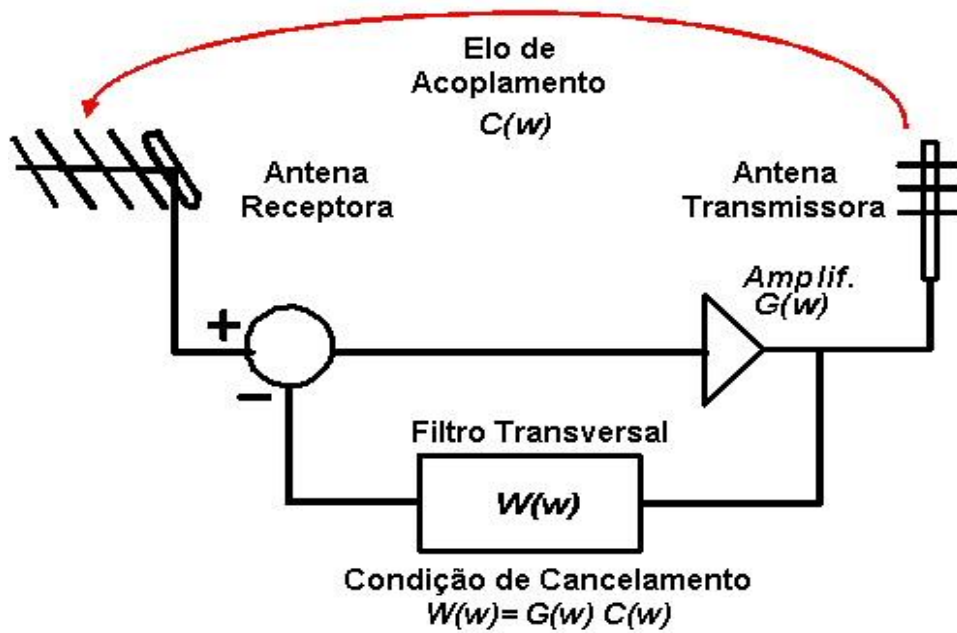 Elo de
Acoplamento
C(w)
Antena
Receptora
Antena
Transmissora
Amplif.
G(w)
+
−
Filtro Transversal
W(w)
Condição de Cancelamento
W(w)= G(w) C(w)